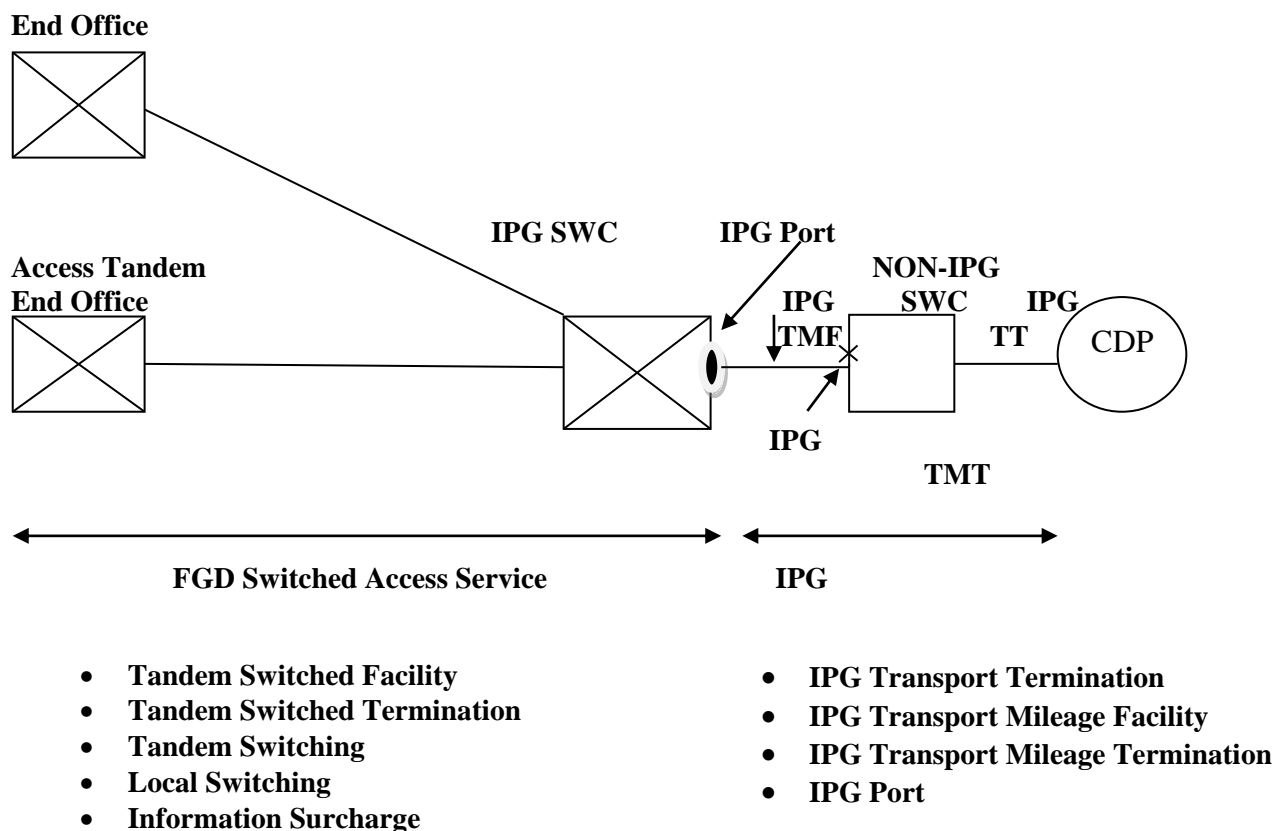 End Office
IPG SWC
IPG Port
Access Tandem
End Office
NON-IPG
SWC
IPG
TMF
IPG
TT
CDP
IPG
TMT
FGD Switched Access Service
IPG
• Tandem Switched Facility
• Tandem Switched Termination
• Tandem Switching
• Local Switching
• Information Surcharge
• IPG Transport Termination
• IPG Transport Mileage Facility
• IPG Transport Mileage Termination
• IPG Port